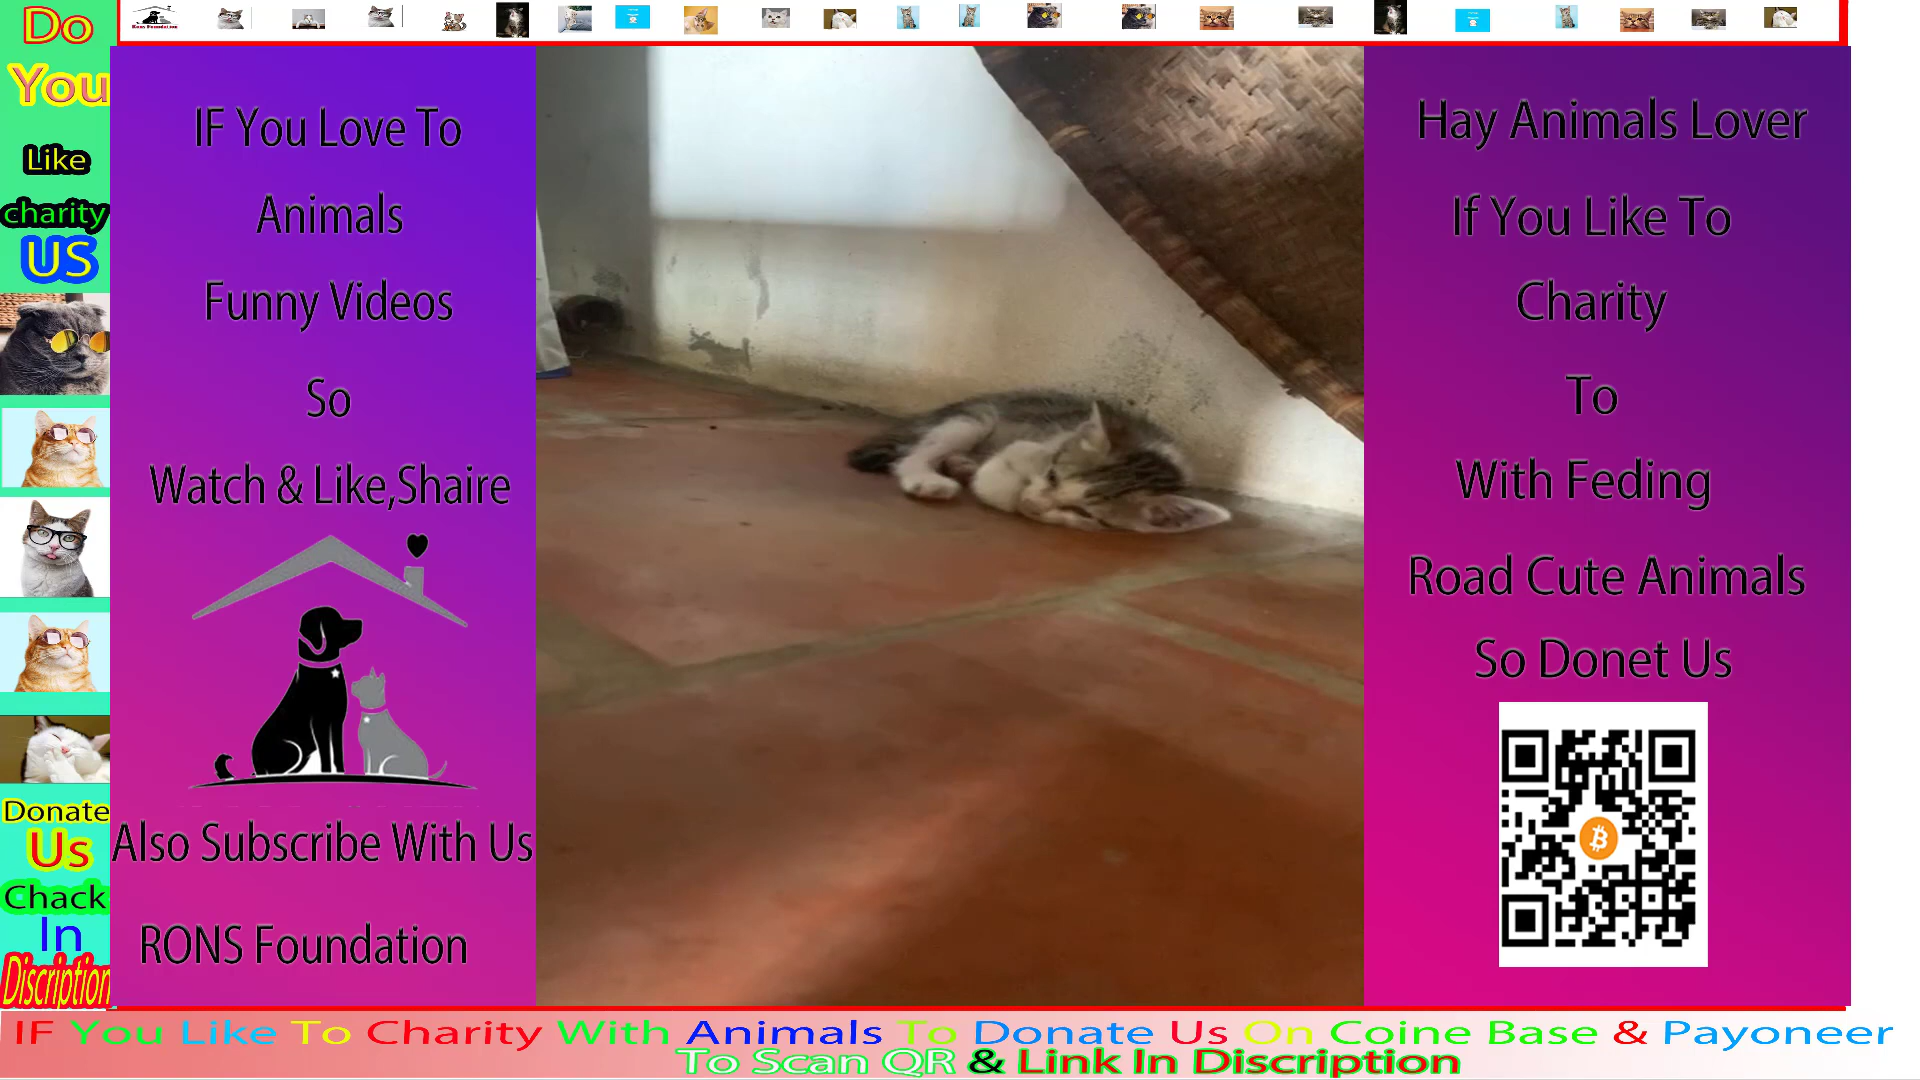 Do
You
Like
charity
US
Donate
Us
Chack
In
Discription
IF You Love To
Animals
Funny Videos
So
Watch & Like,Shaire
Also Subscribe With Us
RONS Foundation
Hay Animals Lover
If You Like To
Charity
To
With Feding
Road Cute Animals
So Donet Us
IF You Like To Charity With Animals To Donate Us On Coine Base & Payoneer
To Scan QR & Link In Discription